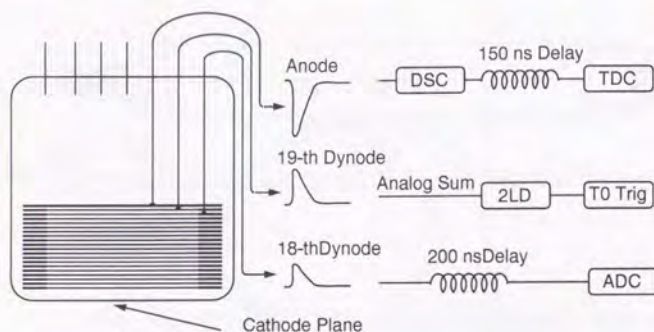 Anode
DSC
150 ns Delay
TDC
19-th Dynode
Analog Sum
2LD
T0 Trig
18-thDynode
200 nsDelay
ADC
Cathode Plane